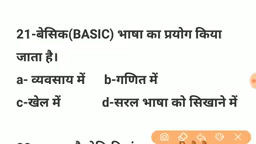 21-बेसिक(BASIC) भाषा का प्रयोग किया
जाता है।
a- व्यवसाय में b-गणित में
c-खेल में d-सरल भाषा को सिखाने में